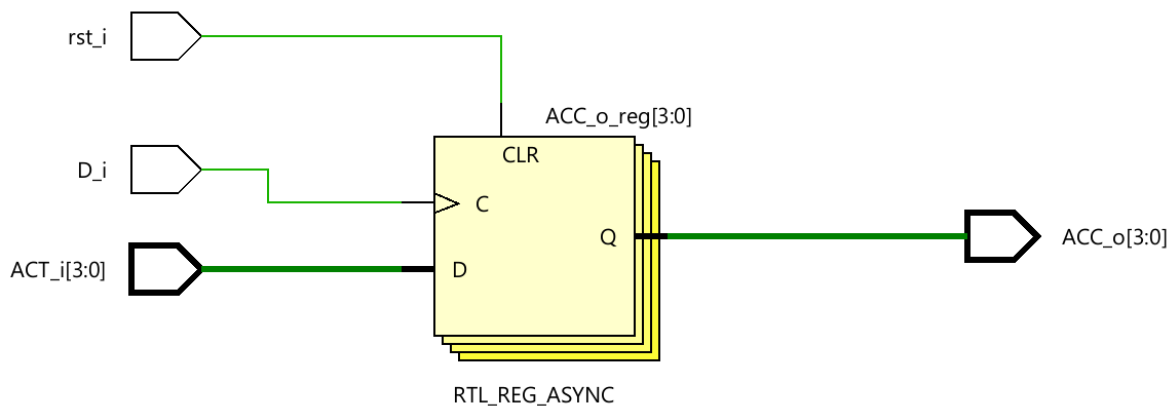 rst_i
ACC_o_reg[3:0]
CLR
D_i
C
Q
ACC_o[3:0]
ACT_i[3:0]
D
RTL_REG_ASYNC